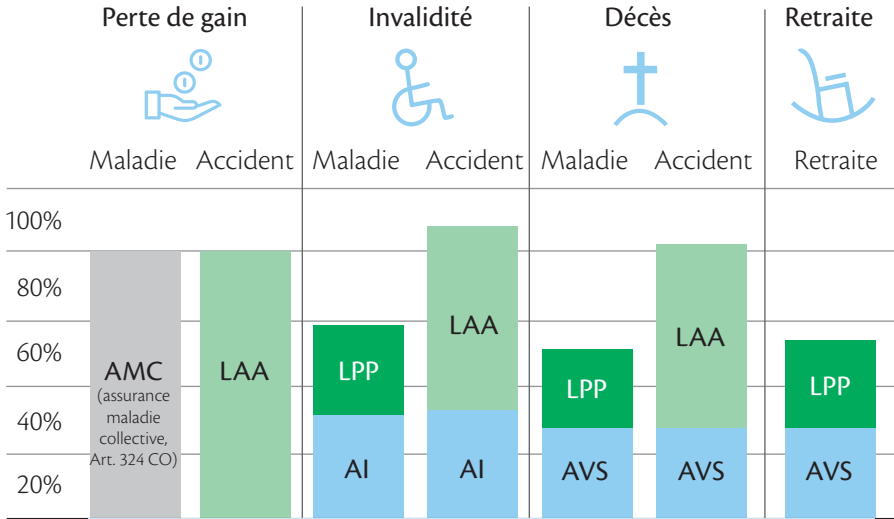 Perte de gain Invalidité Décès Retraite
Maladie Accident Maladie Accident Maladie Accident Retraite
100%
80%
60%
40%
20%
AMC
(assurance
maladie
collective,
Art. 324 CO)
LAA
LPP
AI
LAA
AI
LPP
AVS
LAA
AVS
LPP
AVS